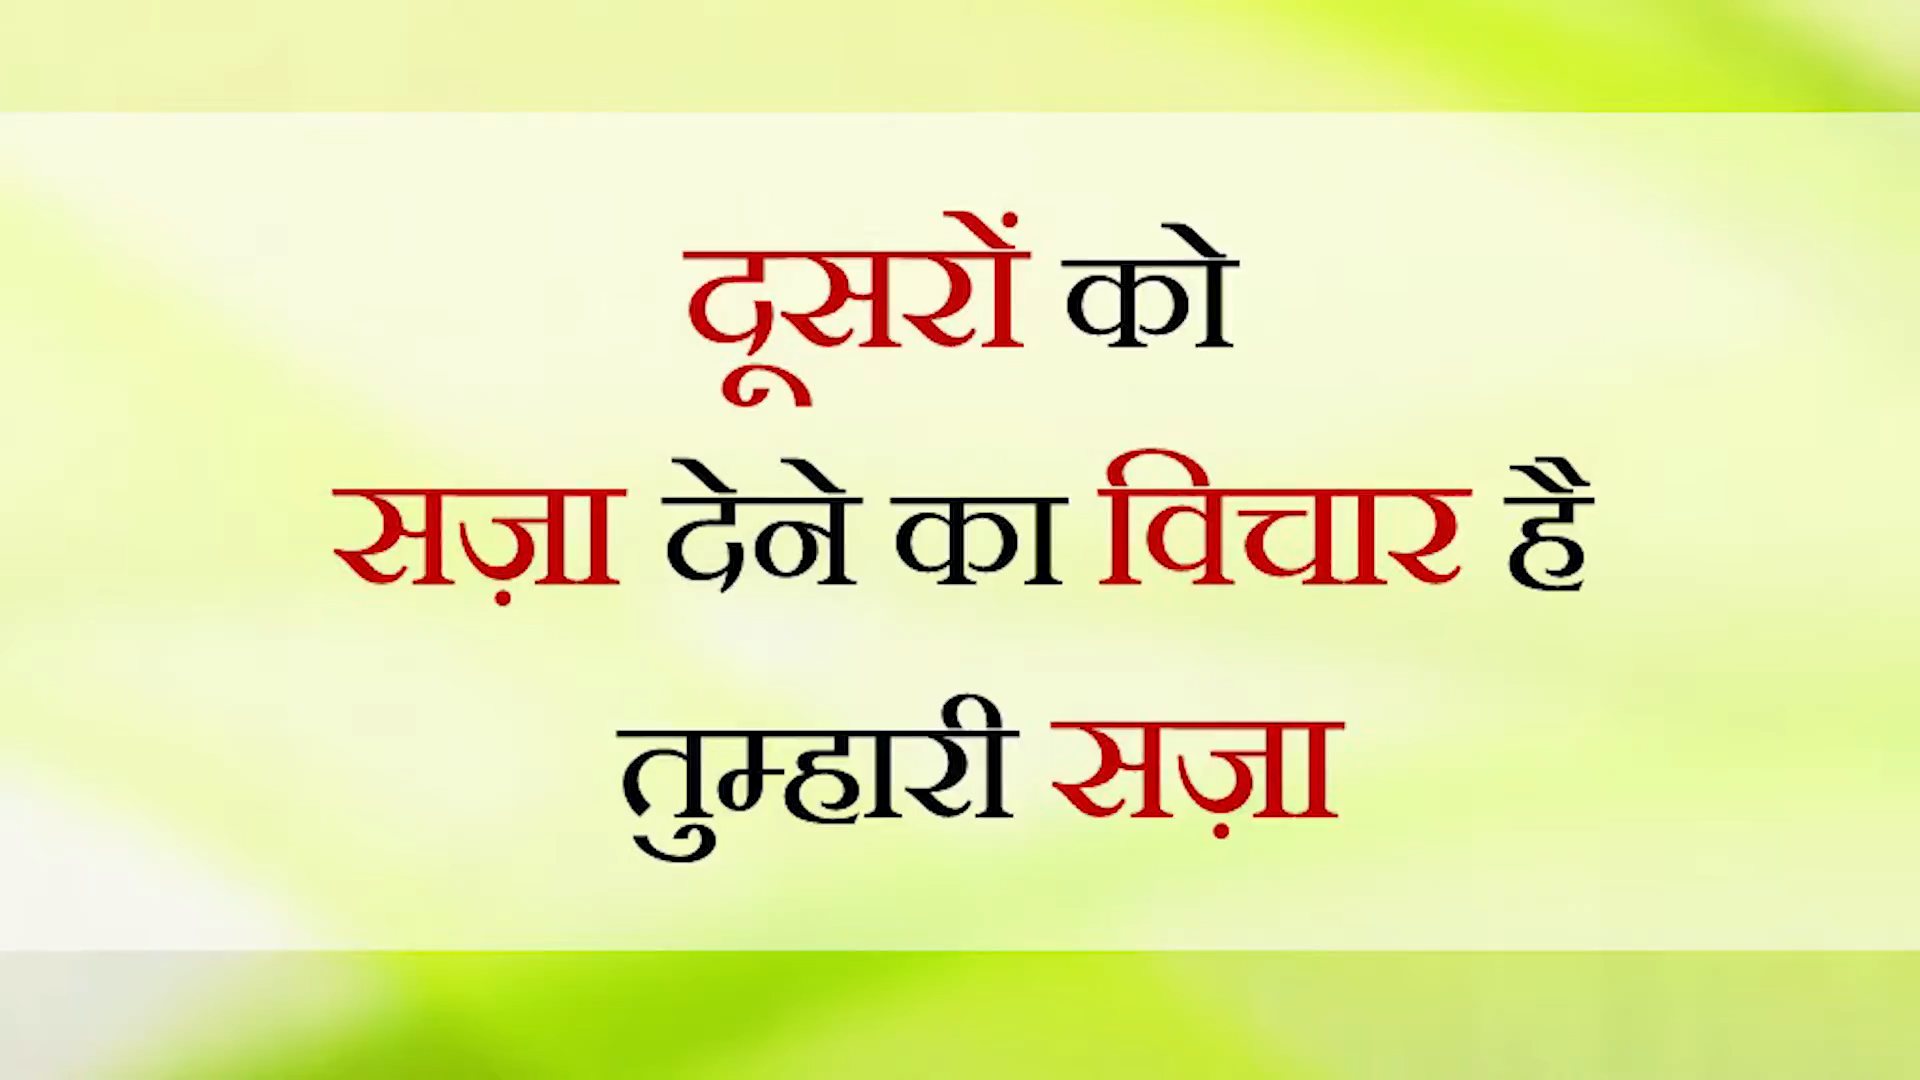 दूसरों को
सज़ा देने का विचार है
तुम्हारी सज़ा